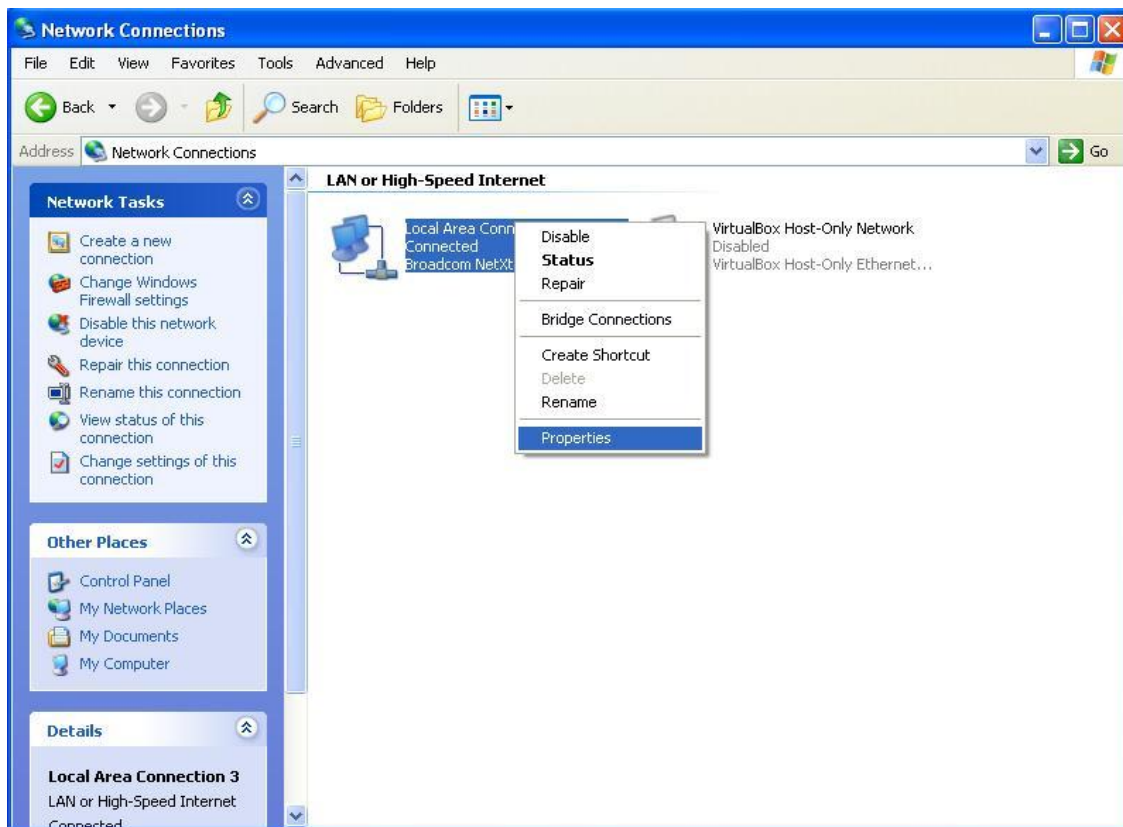 Network Connections
File Edit View Favorites Tools Advanced Help
Back Search Folders
Address Network Connections Go
Network Tasks
Create a new
connection
Change Windows
Firewall settings
Disable this network
device
Repair this connection
Rename this connection
View status of this
connection
Change settings of this
connection
Other Places
Control Panel
My Network Places
My Documents
My Computer
Details
Local Area Connection 3
LAN or High-Speed Internet
Connected
LAN or High-Speed Internet
Local Area Conn
Connected
Broadcom NetXt
Disable
Status
Repair
Bridge Connections
Create Shortcut
Delete
Rename
Properties
VirtualBox Host-Only Network
Disabled
VirtualBox Host-Only Ethernet...